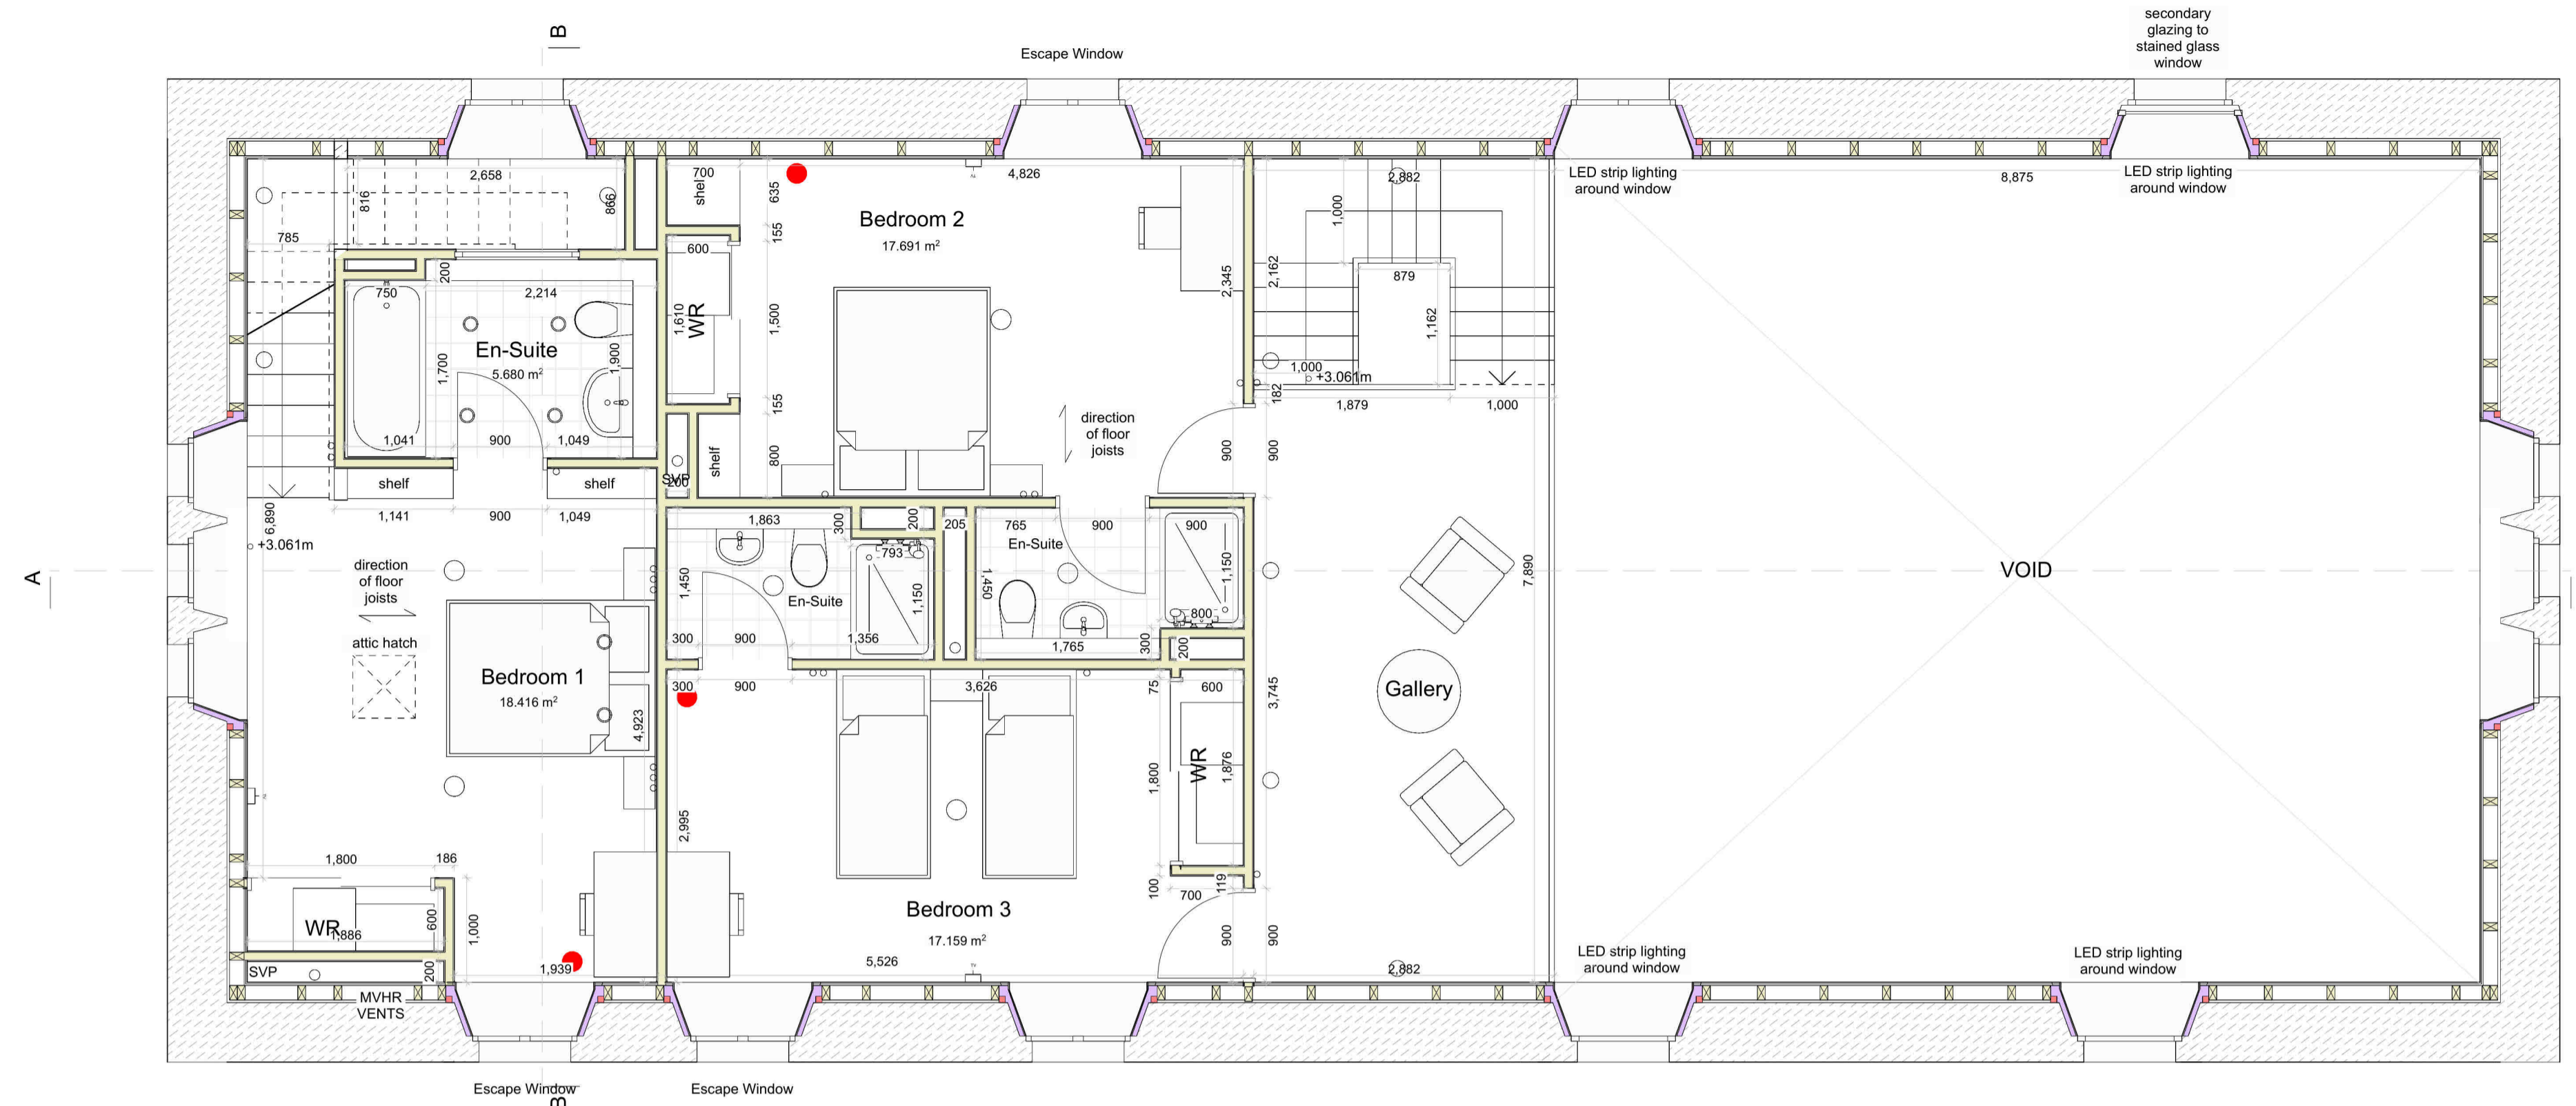 B
Escape Window
secondary
glazing to
stained glass
window
2,658
816
866
785
700
shelf
635
155
4,826
Bedroom 2
17.691 m²
600
1,610
WR
1,500
155
800
shelf
2,345
2,882
1,000
2,162
879
1,162
1,000
+3.061m
182
1,879
1,000
LED strip lighting
around window
8,875
LED strip lighting
around window
200
750
2,214
En-Suite
5.680 m²
1,700
1,900
1,041
900
1,049
shelf
shelf
SVP
200
1,141
900
1,049
6,890
+3.061m
direction
of floor
joists
900
900
A
direction
of floor
joists
attic hatch
1,863
300
200
205
793
1,450
En-Suite
1,150
300
900
1,356
765
900
900
En-Suite
1,450
1,150
800
1,765
300
200
7,890
VOID
Bedroom 1
18.416 m²
4,923
300
900
3,626
75
600
3,745
Gallery
WR
1,876
1,800
2,995
1,800
186
WR
1,886
600
1,000
SVP
200
1,939
MVHR
VENTS
Bedroom 3
17.159 m²
5,526
100
700
119
900
900
2,882
LED strip lighting
around window
LED strip lighting
around window
Escape Window
Escape Window
B